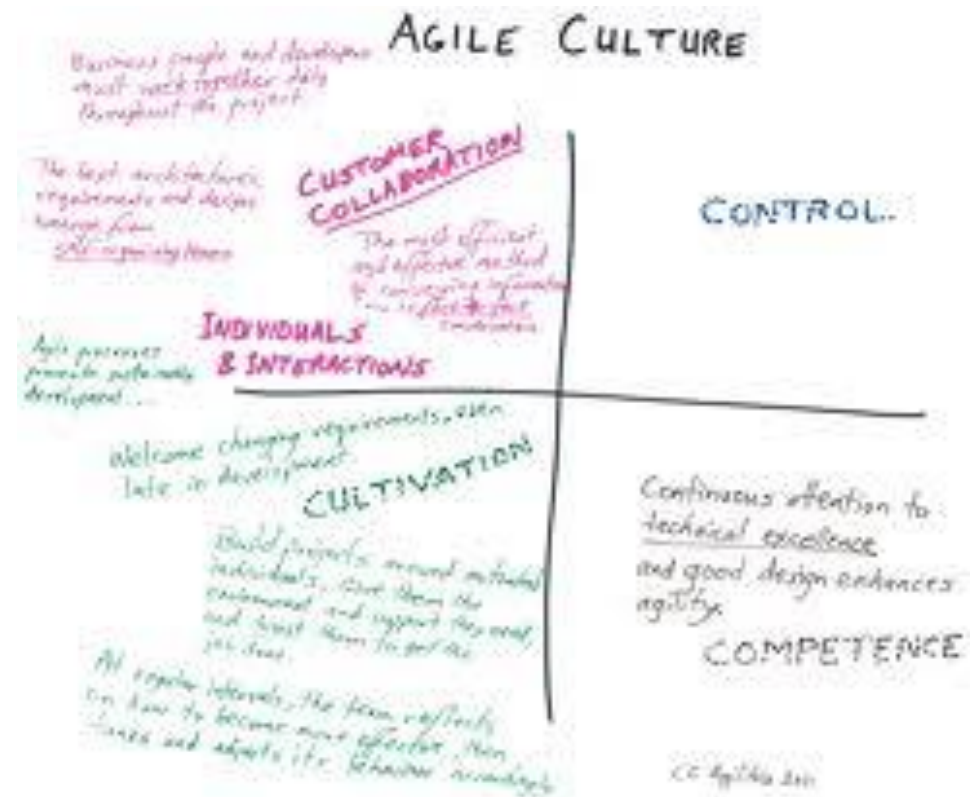 AGILE CULTURE
Business people and developers
must work together daily
throughout the project.
CUSTOMER
COLLABORATION
The best architectures,
requirements and designs
emerge from
self-organizing teams
The most efficient
and effective method
of conveying information
is face-to-face
conversation
INDIVIDUALS
& INTERACTIONS
CONTROL
Agile processes
promote sustainable
development...
Welcome changing requirements, even
late in development.
CULTIVATION
Build projects around motivated
individuals. Give them the
environment and support they need,
and trust them to get the
job done.
At regular intervals, the team reflects
on how to become more effective, then
tunes and adjusts its behavior accordingly
Continuous attention to
technical excellence
and good design enhances
agility.
COMPETENCE
CC